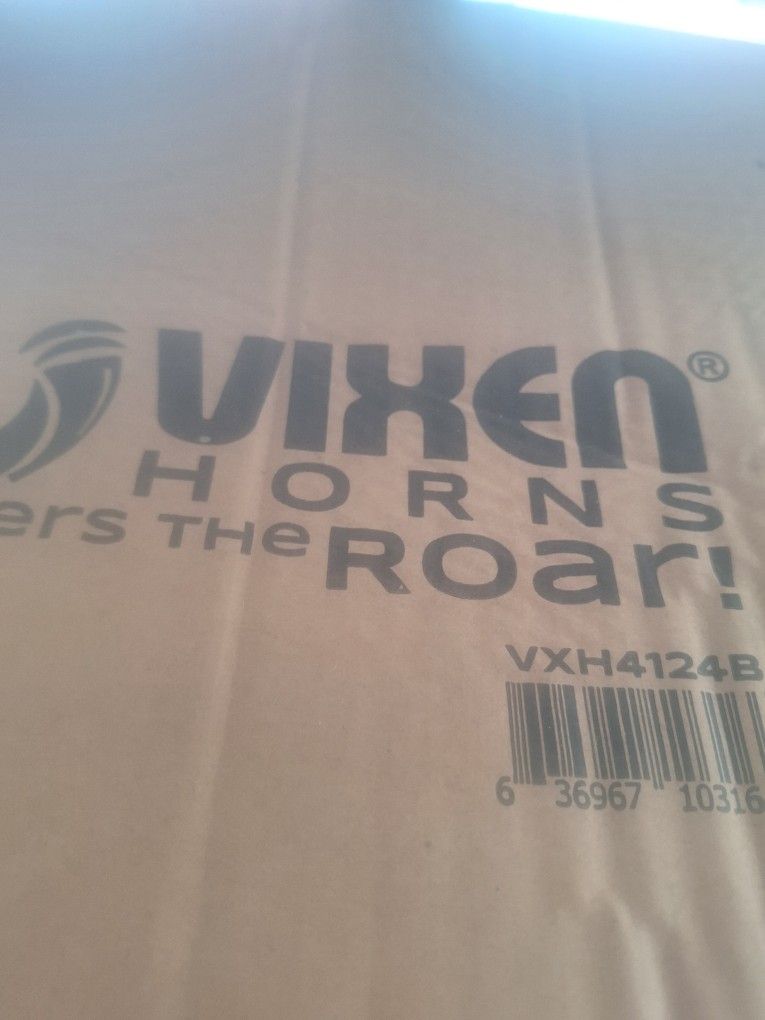 VIXEN®
HORNS
ers THe ROar!
VXH4124B
6 36967 10316